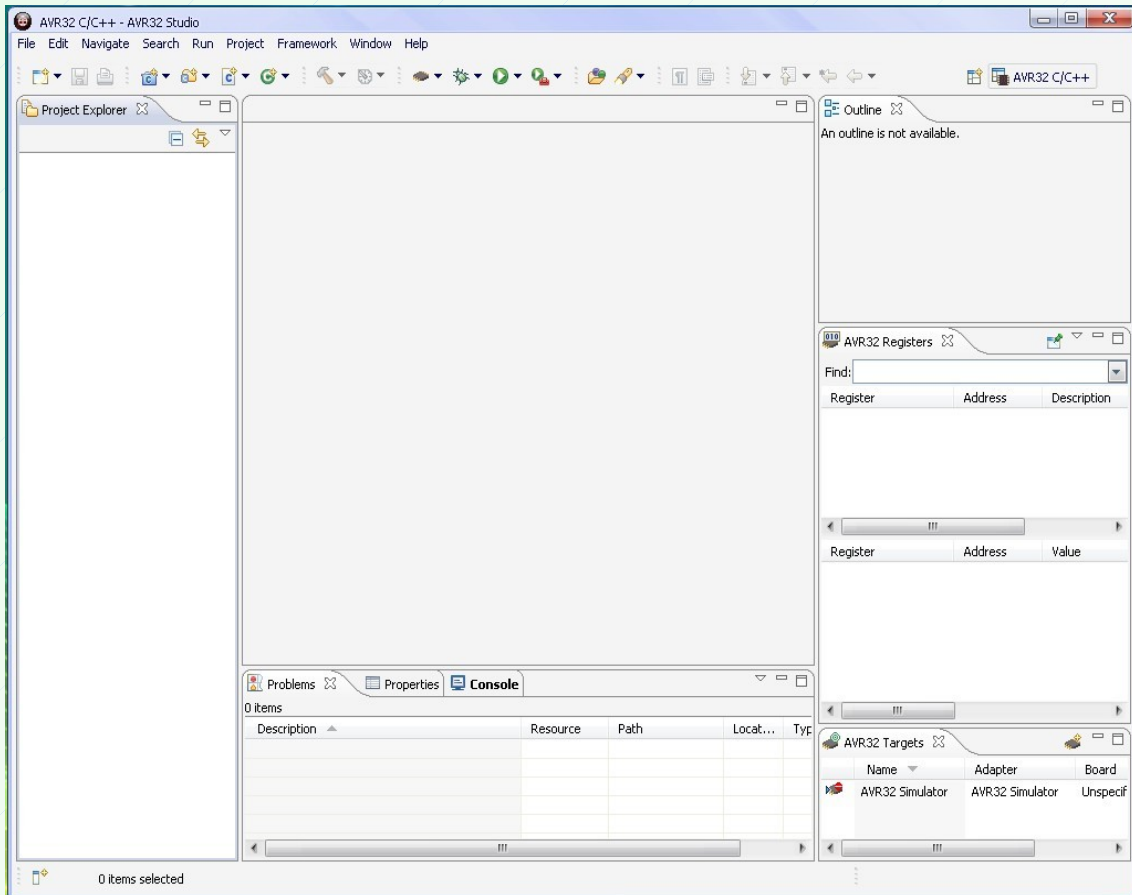 AVR32 C/C++ - AVR32 Studio
File Edit Navigate Search Run Project Framework Window Help
AVR32 C/C++
Project Explorer
Outline
An outline is not available.
AVR32 Registers
Find:
Register Address Description
Register Address Value
Problems Properties Console
0 items
Description Resource Path Locat... Typ
AVR32 Targets
Name Adapter Board
AVR32 Simulator AVR32 Simulator Unspecif
0 items selected